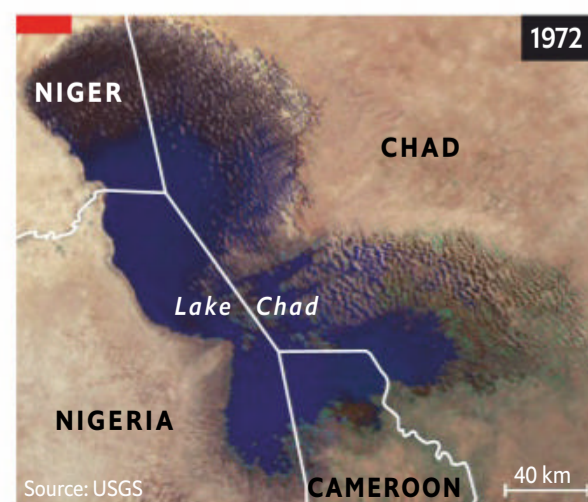 1972
NIGER
CHAD
Lake Chad
NIGERIA
CAMEROON
40 km
Source: USGS